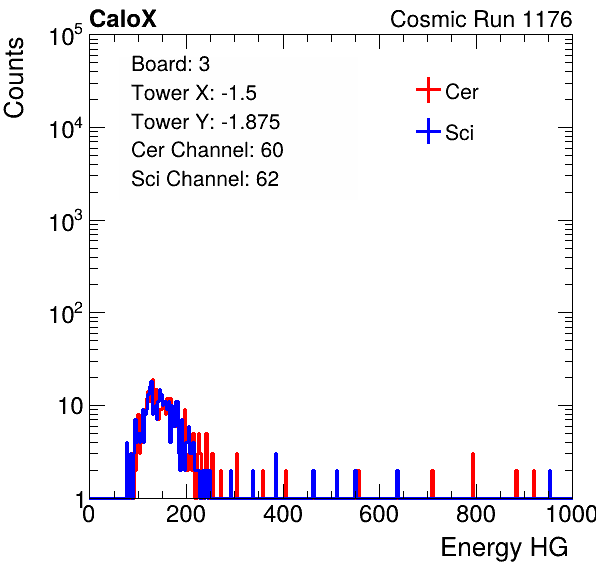 CaloX Cosmic Run 1176
Counts
10^5
10^4
10^3
10^2
10
1
Board: 3
Tower X: -1.5
Tower Y: -1.875
Cer Channel: 60
Sci Channel: 62
Cer
Sci
0 200 400 600 800 1000
Energy HG